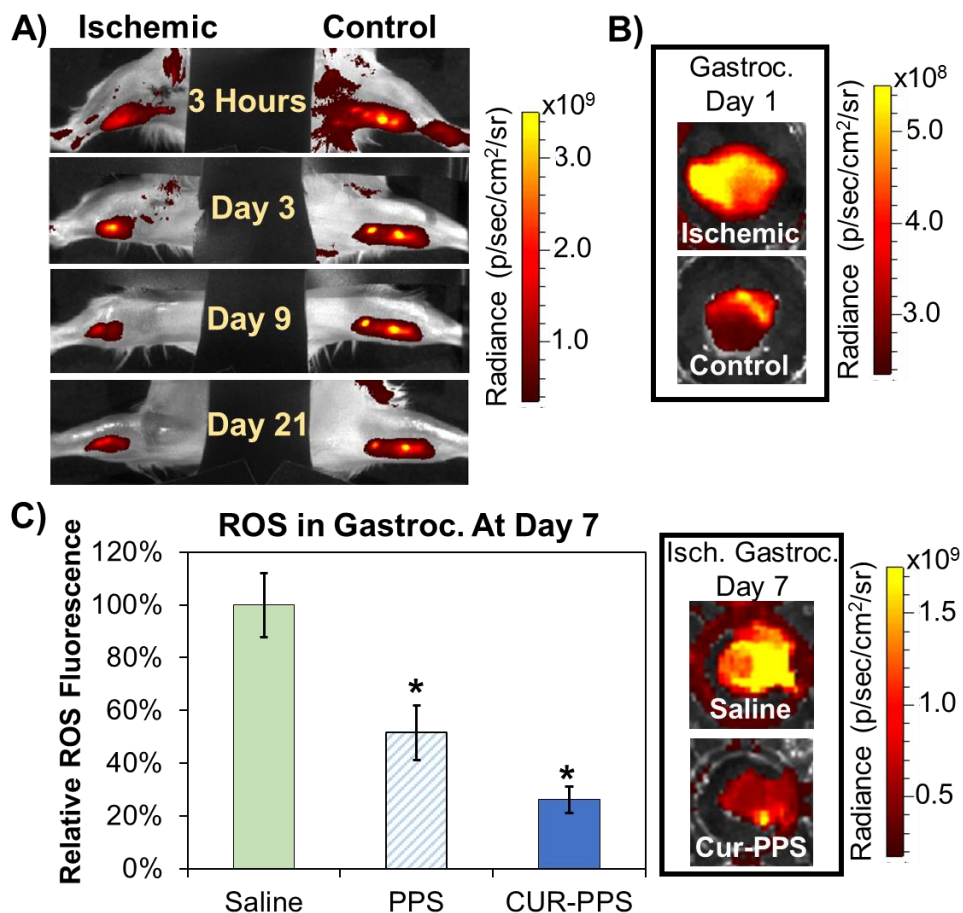 A)
Ischemic
Control
3 Hours
Day 3
Day 9
Day 21
x10⁹
3.0
2.0
1.0
Radiance (p/sec/cm²/sr)
B)
Gastroc.
Day 1
Ischemic
Control
x10⁸
5.0
4.0
3.0
Radiance (p/sec/cm²/sr)
C)
ROS in Gastroc. At Day 7
Relative ROS Fluorescence
120%
100%
80%
60%
40%
20%
0%
*
*
Saline
PPS
CUR-PPS
Isch. Gastroc.
Day 7
Saline
Cur-PPS
x10⁹
1.5
1.0
0.5
Radiance (p/sec/cm²/sr)